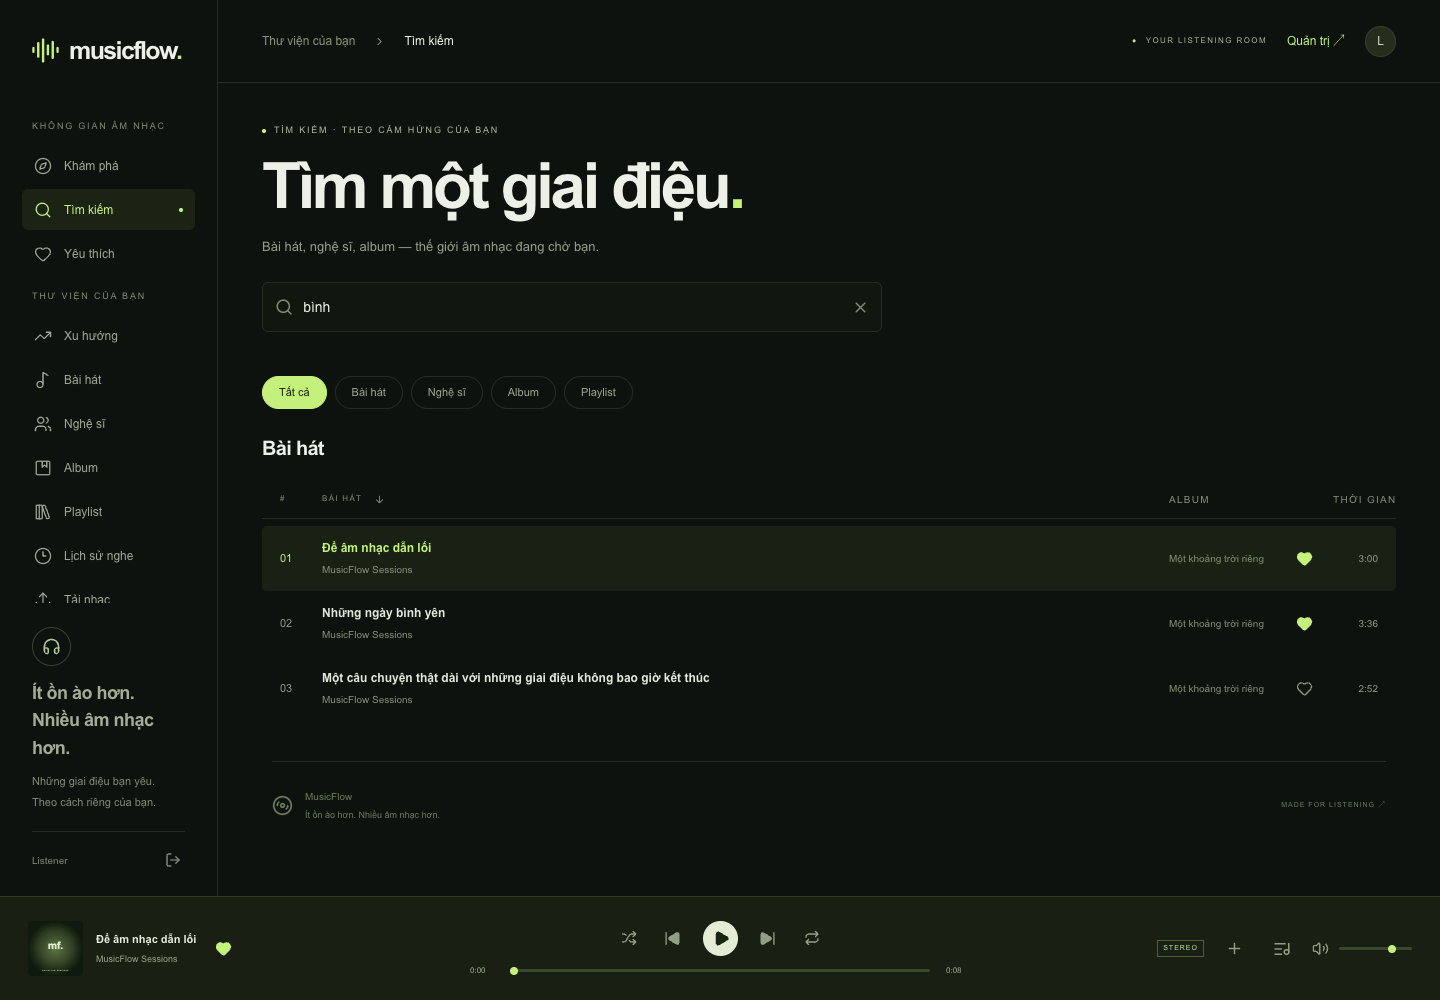 musicflow.
KHÔNG GIAN ÂM NHẠC
Khám phá
Tìm kiếm
Yêu thích
THƯ VIỆN CỦA BẠN
Xu hướng
Bài hát
Nghệ sĩ
Album
Playlist
Lịch sử nghe
Tải nhạc
Ít ồn ào hơn.
Nhiều âm nhạc
hơn.
Những giai điệu bạn yêu.
Theo cách riêng của bạn.
Listener
Thư viện của bạn > Tìm kiếm
• YOUR LISTENING ROOM Quản trị ↗ L
TÌM KIẾM · THEO CẢM HỨNG CỦA BẠN
Tìm một giai điệu.
Bài hát, nghệ sĩ, album — thế giới âm nhạc đang chờ bạn.
bình
Tất cả Bài hát Nghệ sĩ Album Playlist
Bài hát
# BÀI HÁT ↓ ALBUM THỜI GIAN
01 Để âm nhạc dẫn lối Một khoảng trời riêng 3:00
MusicFlow Sessions
02 Những ngày bình yên Một khoảng trời riêng 3:36
MusicFlow Sessions
03 Một câu chuyện thật dài với những giai điệu không bao giờ kết thúc Một khoảng trời riêng 2:52
MusicFlow Sessions
MusicFlow
Ít ồn ào hơn. Nhiều âm nhạc hơn.
MADE FOR LISTENING ↗
mf.
Để âm nhạc dẫn lối
MusicFlow Sessions
0:00 0:08
STEREO